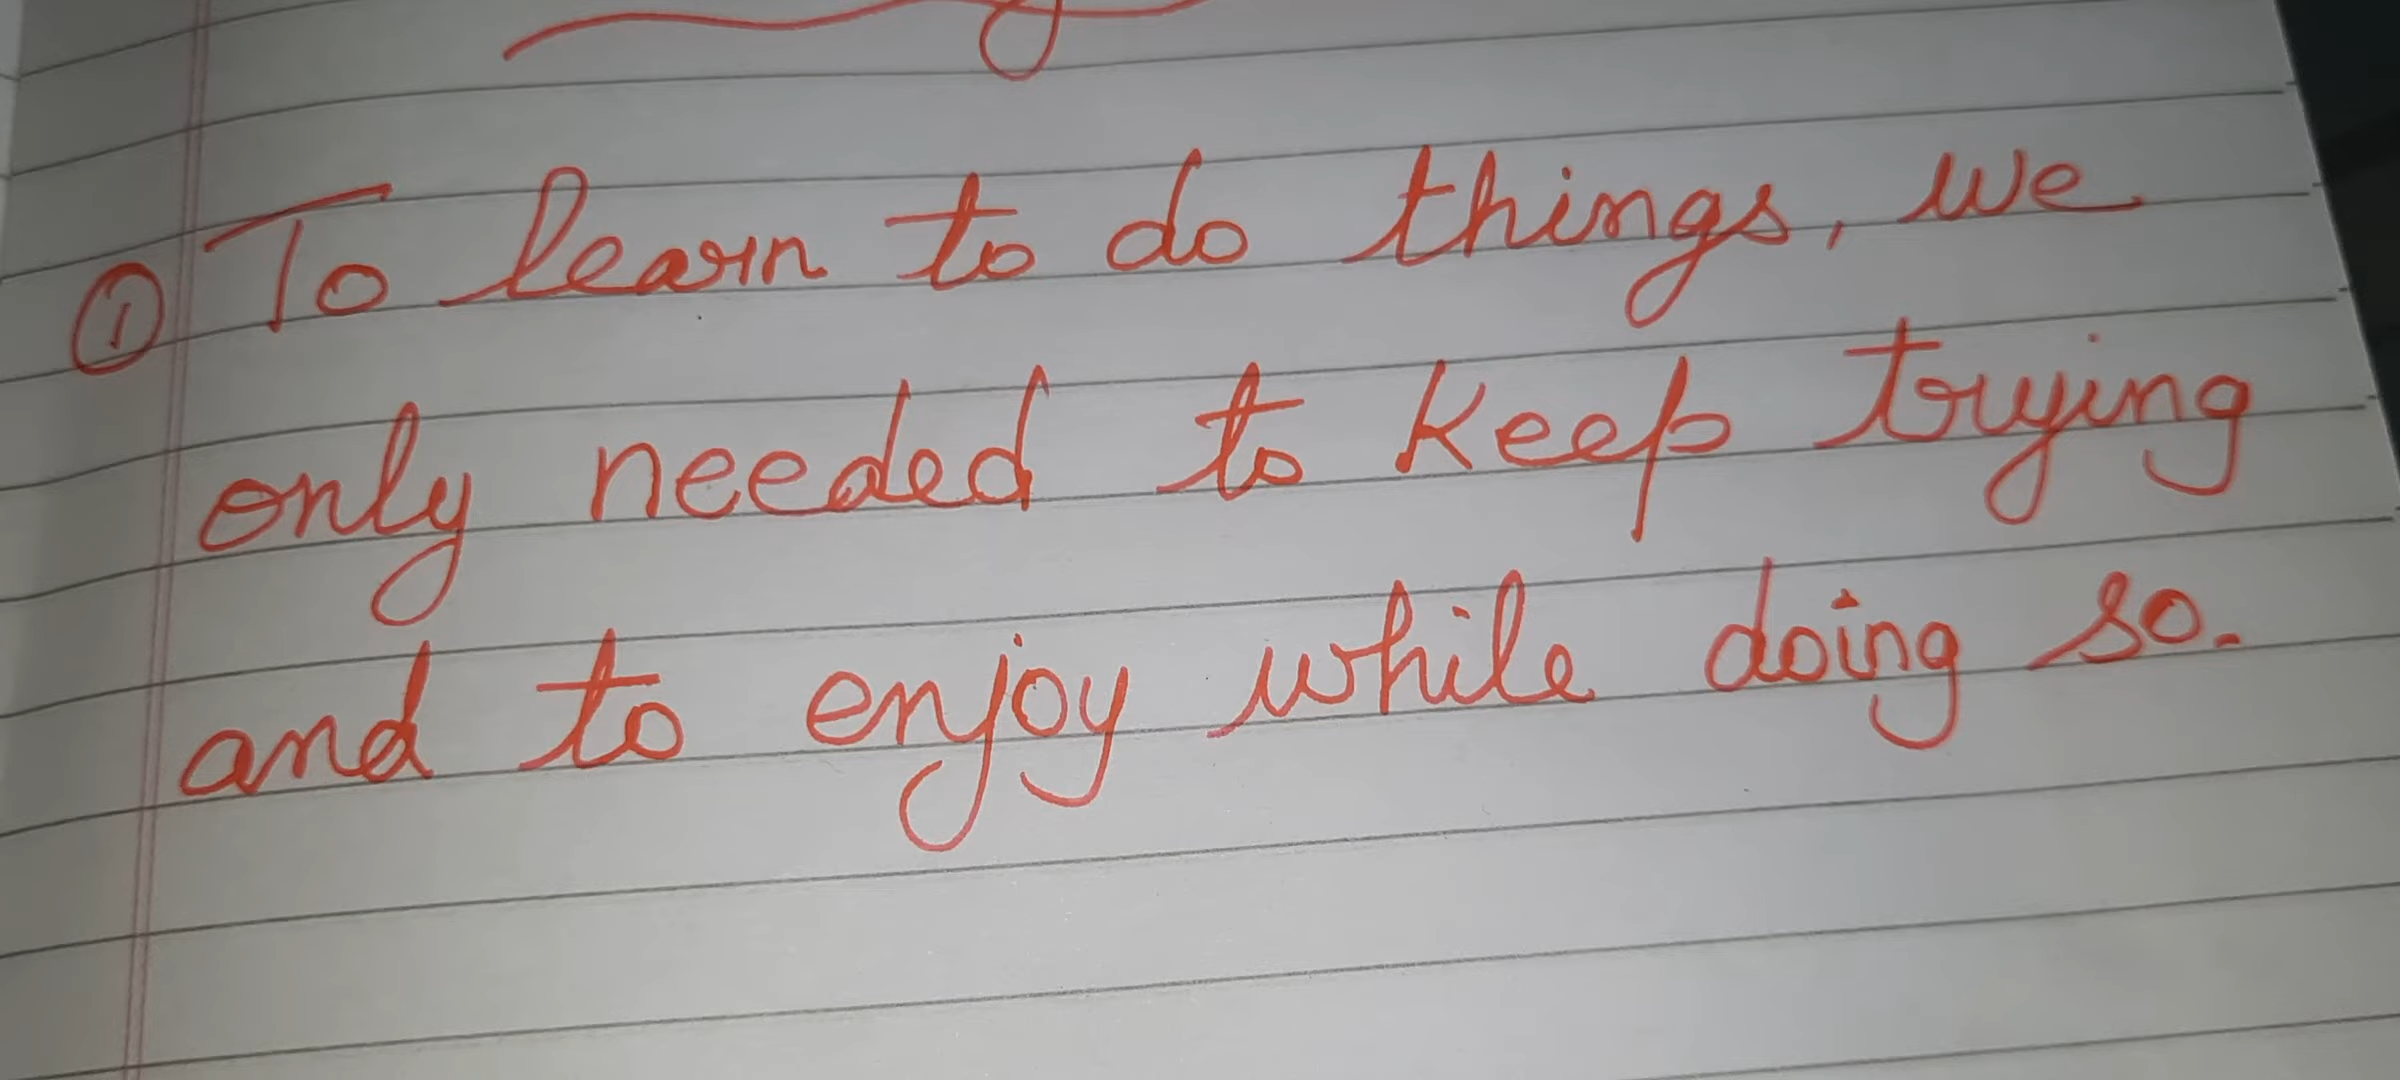 ① To learn to do things, we
only needed to keep trying
and to enjoy while doing so.